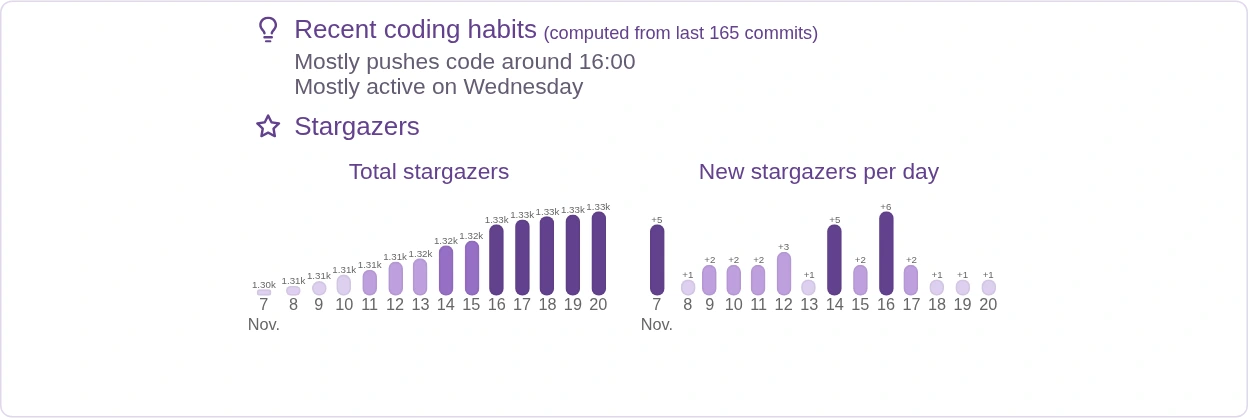 Recent coding habits (computed from last 165 commits)
Mostly pushes code around 16:00
Mostly active on Wednesday
Stargazers
Total stargazers
1.30k 1.31k 1.31k 1.31k 1.31k 1.31k 1.32k 1.32k 1.32k 1.33k 1.33k 1.33k 1.33k 1.33k
7 8 9 10 11 12 13 14 15 16 17 18 19 20
Nov.
New stargazers per day
+5 +1 +2 +2 +2 +3 +1 +5 +2 +6 +2 +1 +1 +1
7 8 9 10 11 12 13 14 15 16 17 18 19 20
Nov.